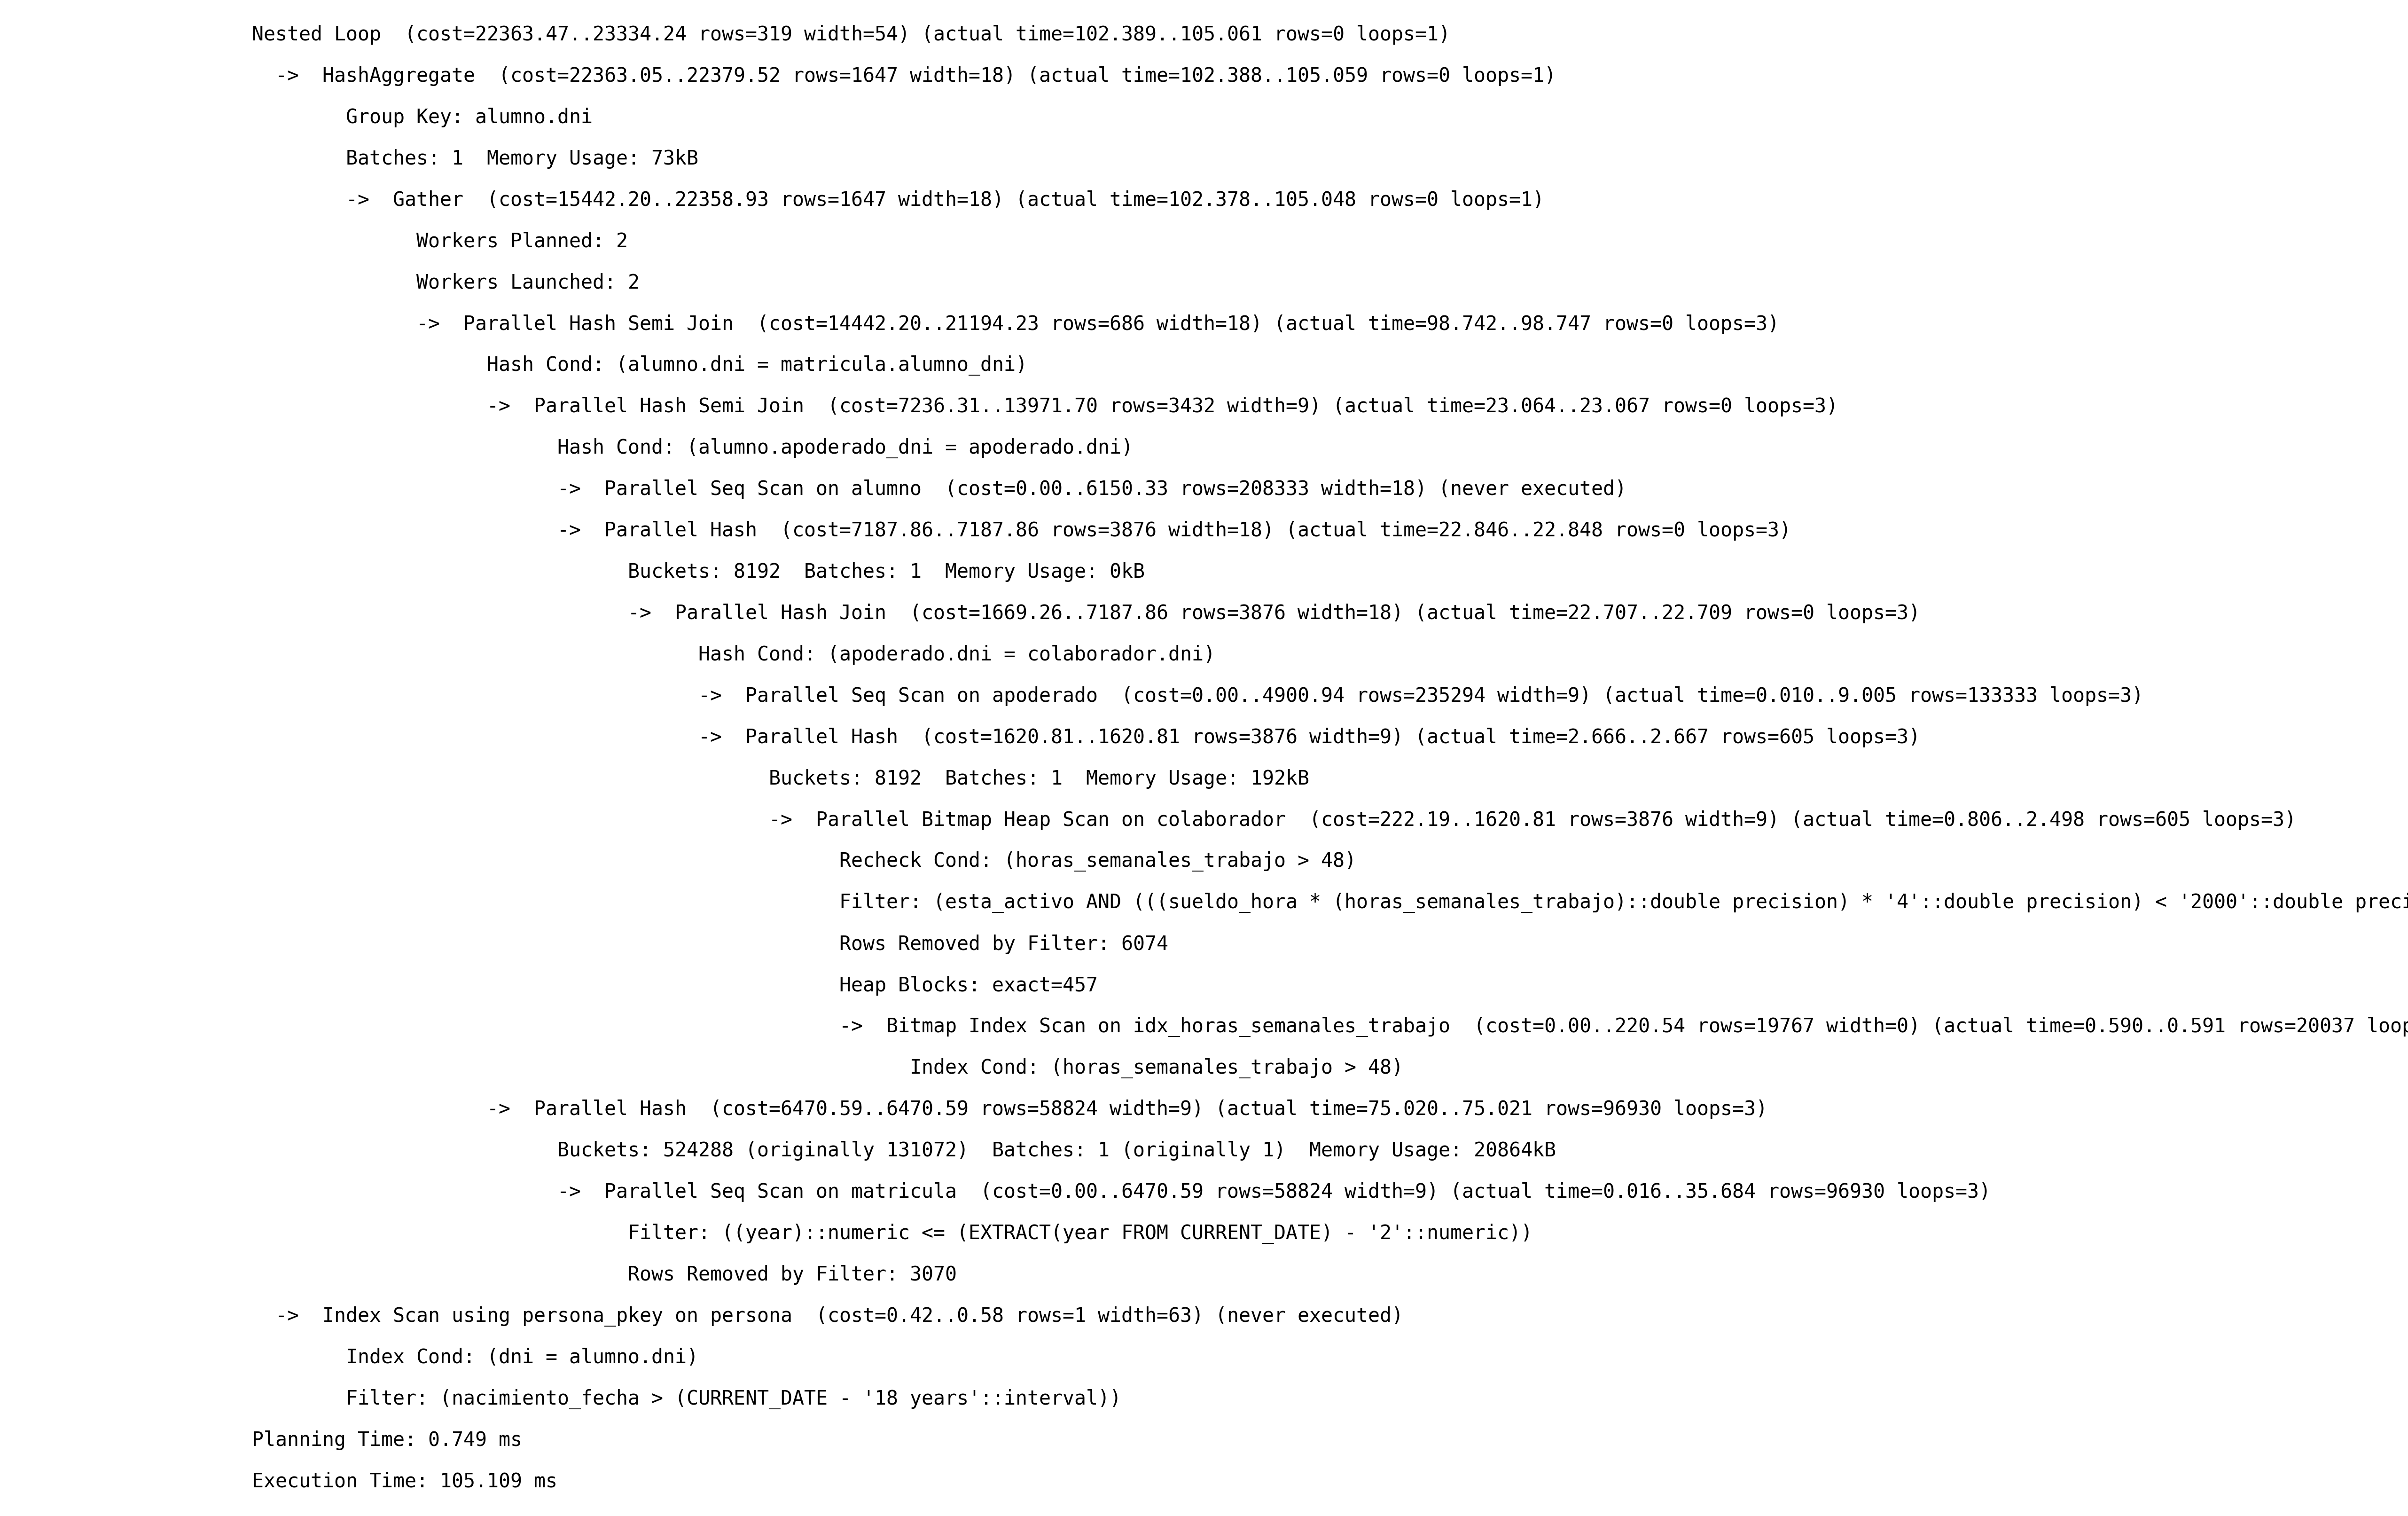 Nested Loop  (cost=22363.47..23334.24 rows=319 width=54) (actual time=102.389..105.061 rows=0 loops=1)
->  HashAggregate  (cost=22363.05..22379.52 rows=1647 width=18) (actual time=102.388..105.059 rows=0 loops=1)
Group Key: alumno.dni
Batches: 1  Memory Usage: 73kB
->  Gather  (cost=15442.20..22358.93 rows=1647 width=18) (actual time=102.378..105.048 rows=0 loops=1)
Workers Planned: 2
Workers Launched: 2
->  Parallel Hash Semi Join  (cost=14442.20..21194.23 rows=686 width=18) (actual time=98.742..98.747 rows=0 loops=3)
Hash Cond: (alumno.dni = matricula.alumno_dni)
->  Parallel Hash Semi Join  (cost=7236.31..13971.70 rows=3432 width=9) (actual time=23.064..23.067 rows=0 loops=3)
Hash Cond: (alumno.apoderado_dni = apoderado.dni)
->  Parallel Seq Scan on alumno  (cost=0.00..6150.33 rows=208333 width=18) (never executed)
->  Parallel Hash  (cost=7187.86..7187.86 rows=3876 width=18) (actual time=22.846..22.848 rows=0 loops=3)
Buckets: 8192  Batches: 1  Memory Usage: 0kB
->  Parallel Hash Join  (cost=1669.26..7187.86 rows=3876 width=18) (actual time=22.707..22.709 rows=0 loops=3)
Hash Cond: (apoderado.dni = colaborador.dni)
->  Parallel Seq Scan on apoderado  (cost=0.00..4900.94 rows=235294 width=9) (actual time=0.010..9.005 rows=133333 loops=3)
->  Parallel Hash  (cost=1620.81..1620.81 rows=3876 width=9) (actual time=2.666..2.667 rows=605 loops=3)
Buckets: 8192  Batches: 1  Memory Usage: 192kB
->  Parallel Bitmap Heap Scan on colaborador  (cost=222.19..1620.81 rows=3876 width=9) (actual time=0.806..2.498 rows=605 loops=3)
Recheck Cond: (horas_semanales_trabajo > 48)
Filter: (esta_activo AND (((sueldo_hora * (horas_semanales_trabajo)::double precision) * '4'::double precision) < '2000'::double preci
Rows Removed by Filter: 6074
Heap Blocks: exact=457
->  Bitmap Index Scan on idx_horas_semanales_trabajo  (cost=0.00..220.54 rows=19767 width=0) (actual time=0.590..0.591 rows=20037 loop
Index Cond: (horas_semanales_trabajo > 48)
->  Parallel Hash  (cost=6470.59..6470.59 rows=58824 width=9) (actual time=75.020..75.021 rows=96930 loops=3)
Buckets: 524288 (originally 131072)  Batches: 1 (originally 1)  Memory Usage: 20864kB
->  Parallel Seq Scan on matricula  (cost=0.00..6470.59 rows=58824 width=9) (actual time=0.016..35.684 rows=96930 loops=3)
Filter: ((year)::numeric <= (EXTRACT(year FROM CURRENT_DATE) - '2'::numeric))
Rows Removed by Filter: 3070
->  Index Scan using persona_pkey on persona  (cost=0.42..0.58 rows=1 width=63) (never executed)
Index Cond: (dni = alumno.dni)
Filter: (nacimiento_fecha > (CURRENT_DATE - '18 years'::interval))
Planning Time: 0.749 ms
Execution Time: 105.109 ms